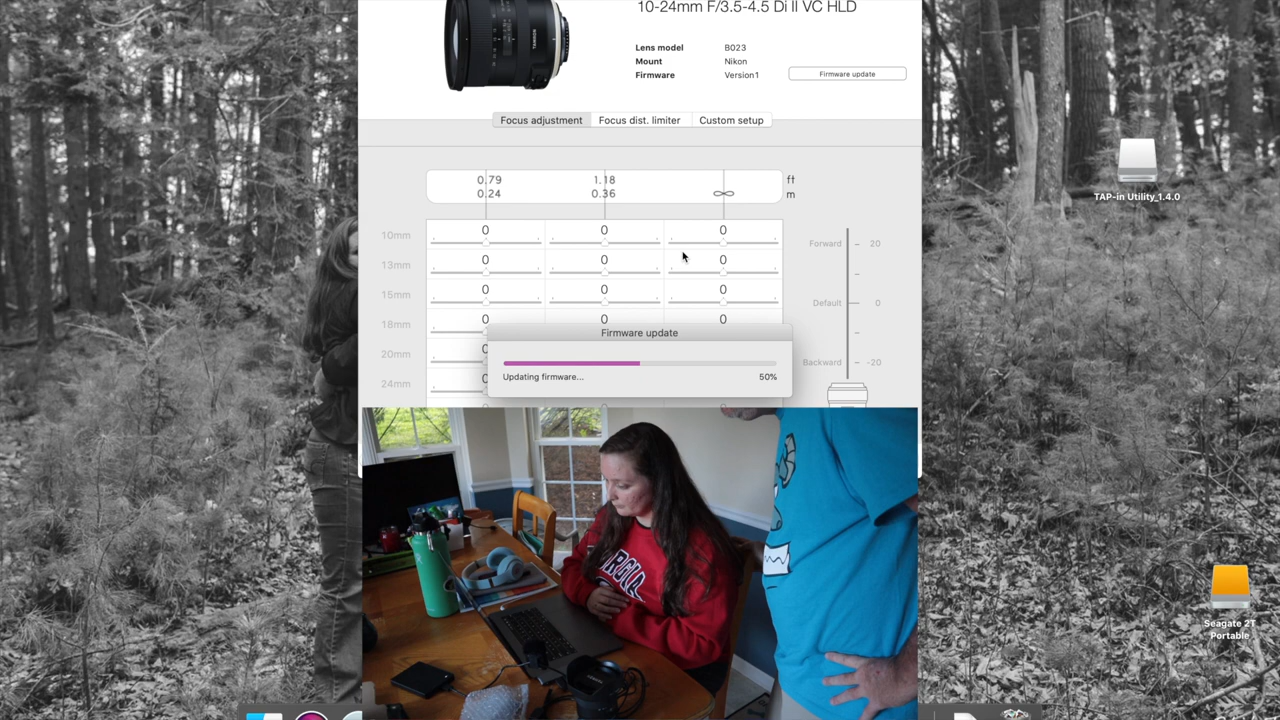 10-24mm F/3.5-4.5 Di II VC HLD
Lens model B023
Mount Nikon
Firmware Version1
Firmware update
TAMRON
Focus adjustment Focus dist. limiter Custom setup
0.79 1.18 ft
0.24 0.36 ∞ m
10mm 0 0 0
Forward 20
13mm 0 0 0
15mm 0 0 0
Default 0
18mm 0 0
Firmware update
20mm
Backward -20
Updating firmware... 50%
24mm
TAP-in Utility_1.4.0
Seagate 2T
Portable